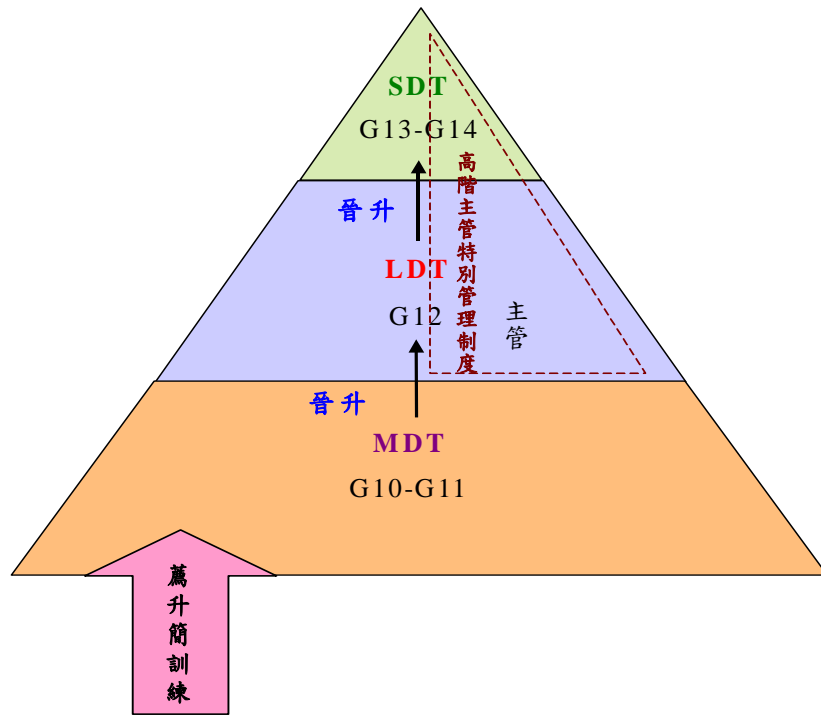 SDT
G13-G14
高階主管特別管理制度
晉升
LDT
G12
主管
晉升
MDT
G10-G11
薦升簡訓練